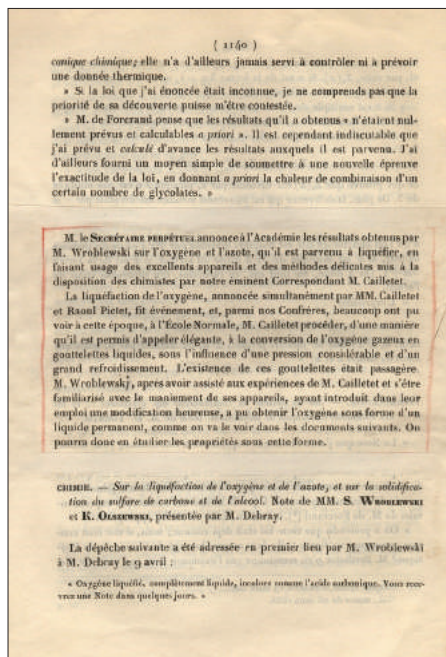 ( 1140 )
canique chimique; elle n'a d'ailleurs jamais servi à contrôler ni à prévoir
une donnée thermique.
» Si la loi que j'ai énoncée était inconnue, je ne comprends pas que la
priorité de sa découverte puisse m'être contestée.
» M. de Forcrand pense que les résultats qu'il a obtenus « n'étaient nul-
lement prévus et calculables a priori ». Il est cependant indiscutable que
j'ai prévu et calculé d'avance les résultats auxquels il est parvenu. J'ai
d'ailleurs fourni un moyen simple de soumettre à une nouvelle épreuve
l'exactitude de la loi, en donnant a priori la chaleur de combinaison d'un
certain nombre de glycolates. »
M. le SECRÉTAIRE PERPÉTUEL annonce à l'Académie les résultats obtenus par
M. Wroblewski sur l'oxygène et l'azote, qu'il est parvenu à liquéfier, en
faisant usage des excellents appareils et des méthodes délicates mis à la
disposition des chimistes par notre éminent Correspondant M. Cailletet.
La liquéfaction de l'oxygène, annoncée simultanément par MM. Cailletet
et Raoul Pictet, fit événement, et, parmi nos Confrères, beaucoup ont pu
voir à cette époque, à l'École Normale, M. Cailletet procéder, d'une manière
qu'il est permis d'appeler élégante, à la conversion de l'oxygène gazeux en
gouttelettes liquides, sous l'influence d'une pression considérable et d'un
grand refroidissement. L'existence de ces gouttelettes était passagère.
M. Wroblewski, après avoir assisté aux expériences de M. Cailletet et s'être
familiarisé avec le maniement de ses appareils, ayant introduit dans leur
emploi une modification heureuse, a pu obtenir l'oxygène sous forme d'un
liquide permanent, comme on va le voir dans les documents suivants. On
pourra donc en étudier les propriétés sous cette forme.
CHIMIE. — Sur la liquéfaction de l'oxygène et de l'azote, et sur la solidifica-
tion du sulfure de carbone et de l'alcool. Note de MM. S. WROBLEWSKI
et K. OLSZEWSKI, présentée par M. Debray.
La dépêche suivante a été adressée en premier lieu par M. Wroblewski
à M. Debray le 9 avril :
« Oxygène liquéfié, complètement liquide, incolore comme l'acide carbonique. Vous rece-
vrez une Note dans quelques jours. »